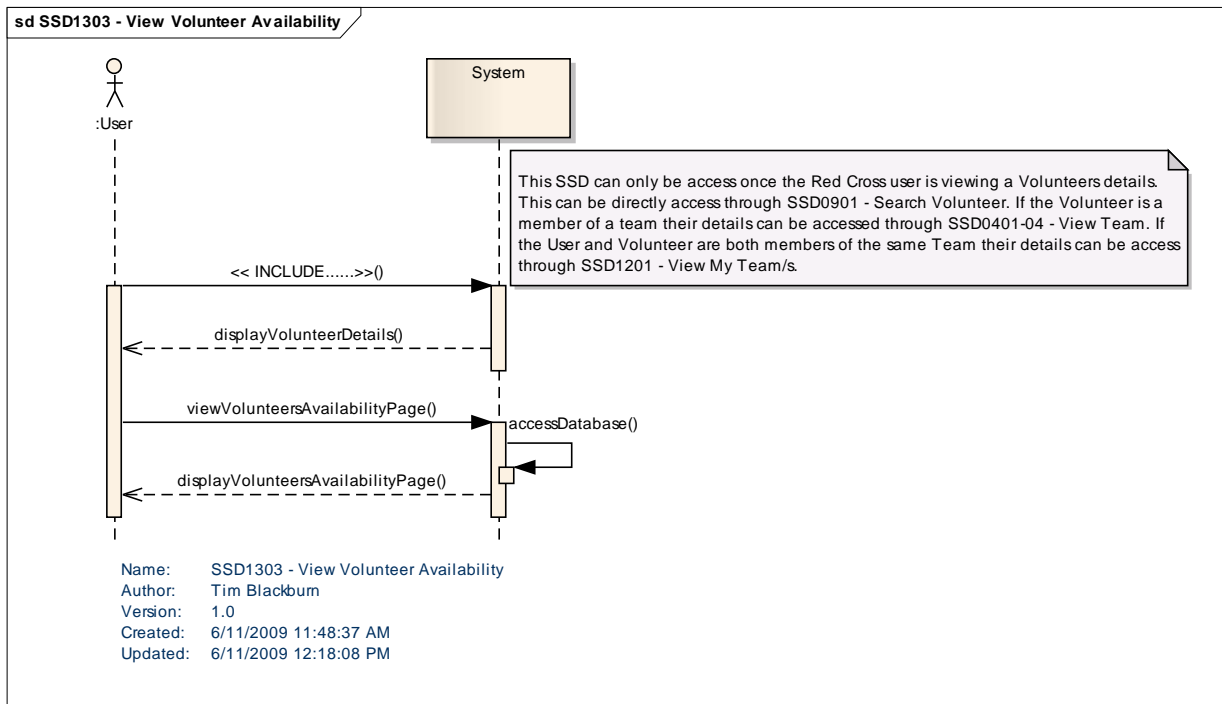 sd SSD1303 - View Volunteer Availability
System
:User
This SSD can only be access once the Red Cross user is viewing a Volunteers details.
This can be directly access through SSD0901 - Search Volunteer. If the Volunteer is a
member of a team their details can be accessed through SSD0401-04 - View Team. If
the User and Volunteer are both members of the same Team their details can be access
through SSD1201 - View My Team/s.
<< INCLUDE......>>()
displayVolunteerDetails()
viewVolunteersAvailabilityPage()
accessDatabase()
displayVolunteersAvailabilityPage()
Name: SSD1303 - View Volunteer Availability
Author: Tim Blackburn
Version: 1.0
Created: 6/11/2009 11:48:37 AM
Updated: 6/11/2009 12:18:08 PM